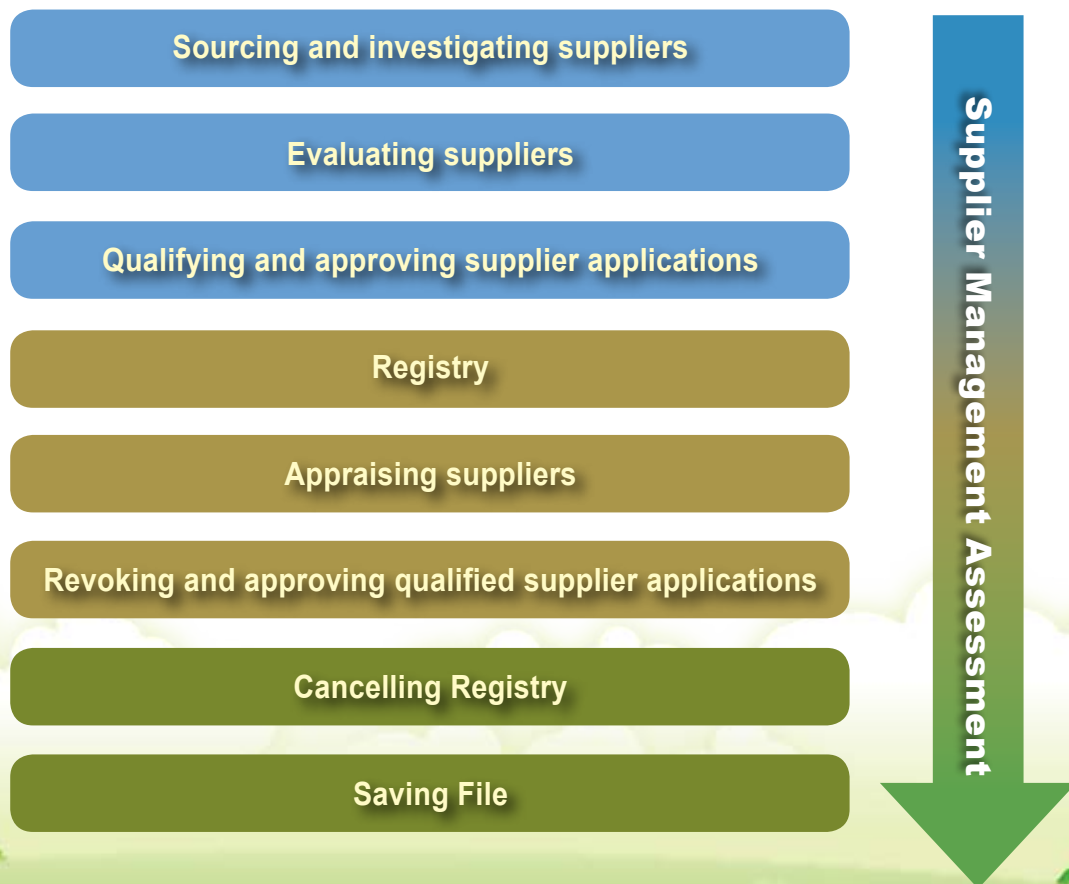 Sourcing and investigating suppliers
Evaluating suppliers
Qualifying and approving supplier applications
Registry
Appraising suppliers
Revoking and approving qualified supplier applications
Cancelling Registry
Saving File
Supplier Management Assessment